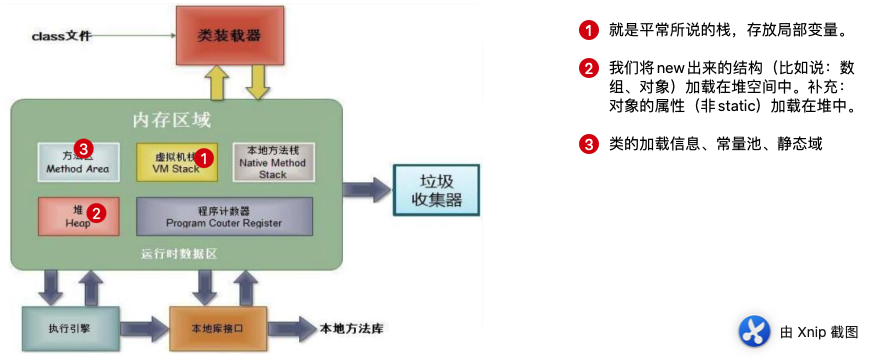 class文件
类装载器
内存区域
方法区
Method Area
3
虚拟机栈
VM Stack
1
本地方法栈
Native Method
Stack
堆
Heap
2
程序计数器
Program Couter Register
运行时数据区
垃圾
收集器
执行引擎
本地库接口
本地方法库
1 就是平常所说的栈，存放局部变量。
2 我们将new出来的结构（比如说：数
组、对象）加载在堆空间中。补充：
对象的属性（非static）加载在堆中。
3 类的加载信息、常量池、静态域
由 Xnip 截图